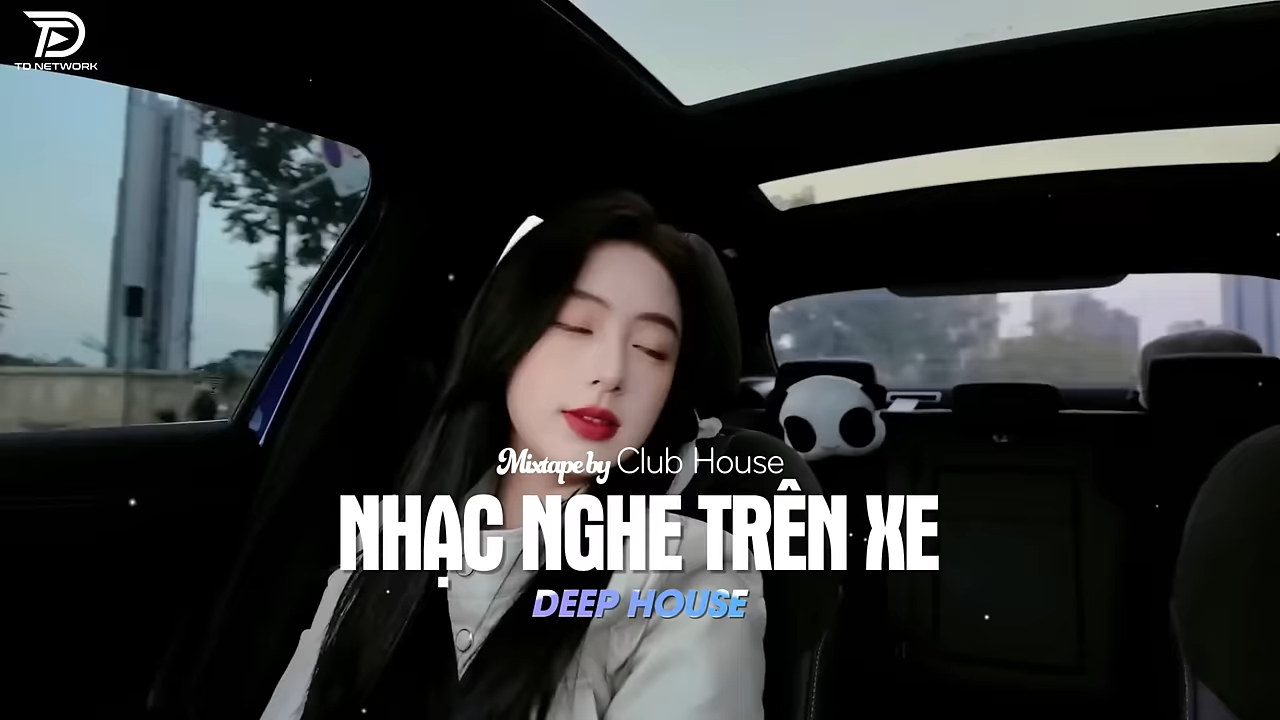 TD NETWORK
Mixtape by Club House
NHẠC NGHE TRÊN XE
DEEP HOUSE